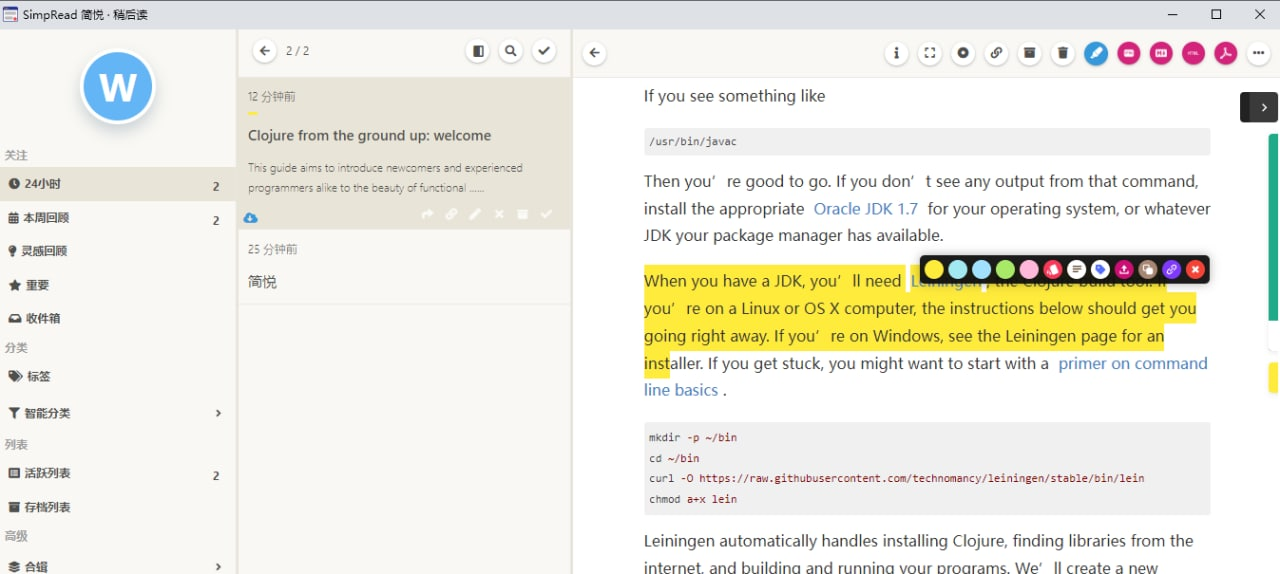 SimpRead 简悦 · 稍后读
W
关注
24小时 2
本周回顾 2
灵感回顾
重要
收件箱
分类
标签
智能分类
列表
活跃列表 2
存档列表
高级
合辑
2 / 2
12 分钟前
Clojure from the ground up: welcome
This guide aims to introduce newcomers and experienced
programmers alike to the beauty of functional ......
25 分钟前
简悦
If you see something like
/usr/bin/javac
Then you’re good to go. If you don’t see any output from that command,
install the appropriate Oracle JDK 1.7 for your operating system, or whatever
JDK your package manager has available.
When you have a JDK, you’ll need Leiningen, the Clojure build tool. If
you’re on a Linux or OS X computer, the instructions below should get you
going right away. If you’re on Windows, see the Leiningen page for an
installer. If you get stuck, you might want to start with a primer on command
line basics .
mkdir -p ~/bin
cd ~/bin
curl -O https://raw.githubusercontent.com/technomancy/leiningen/stable/bin/lein
chmod a+x lein
Leiningen automatically handles installing Clojure, finding libraries from the
internet, and building and running your programs. We’ll create a new